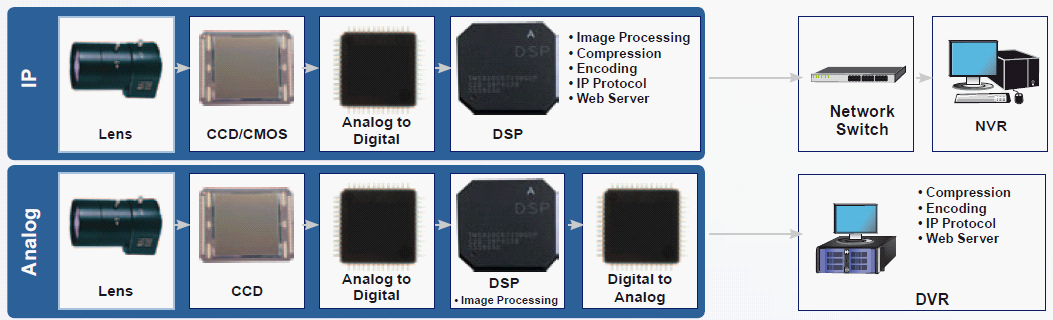 IP
Lens
CCD/CMOS
Analog to
Digital
A
DSP
DSP
• Image Processing
• Compression
• Encoding
• IP Protocol
• Web Server
Network
Switch
NVR
Analog
Lens
CCD
Analog to
Digital
A
DSP
DSP
• Image Processing
Digital to
Analog
• Compression
• Encoding
• IP Protocol
• Web Server
DVR